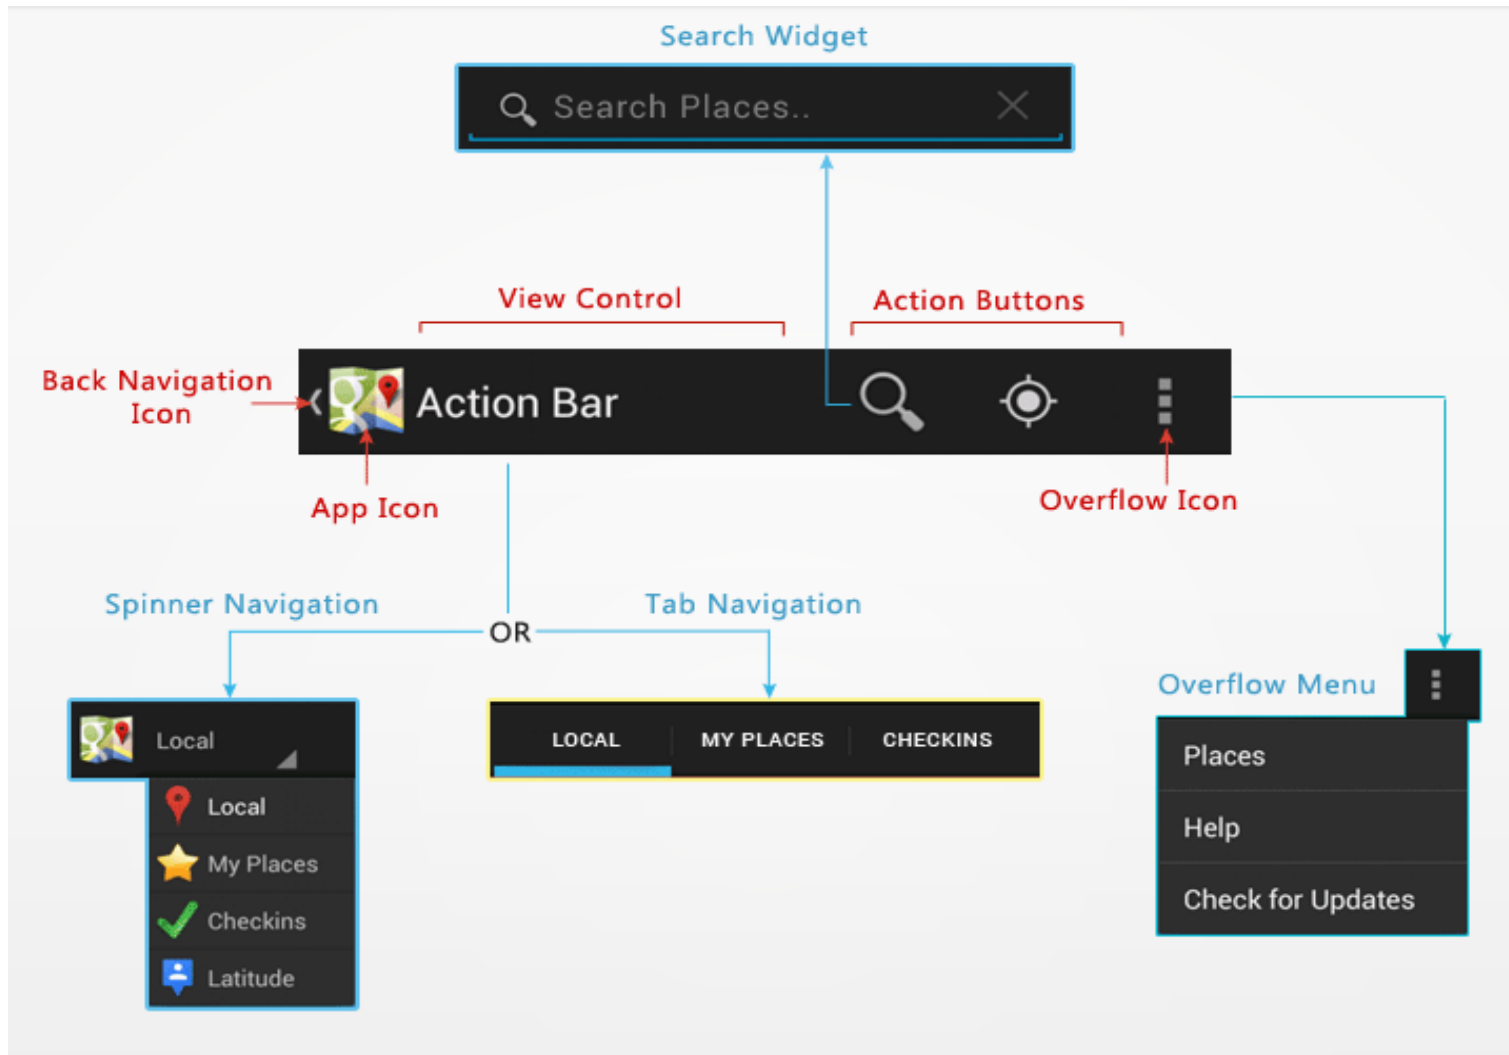 Search Widget
Search Places..
View Control
Action Buttons
Back Navigation
Icon
Action Bar
App Icon
Overflow Icon
Spinner Navigation
OR
Tab Navigation
Overflow Menu
Local
Local
My Places
Checkins
Latitude
LOCAL
MY PLACES
CHECKINS
Places
Help
Check for Updates